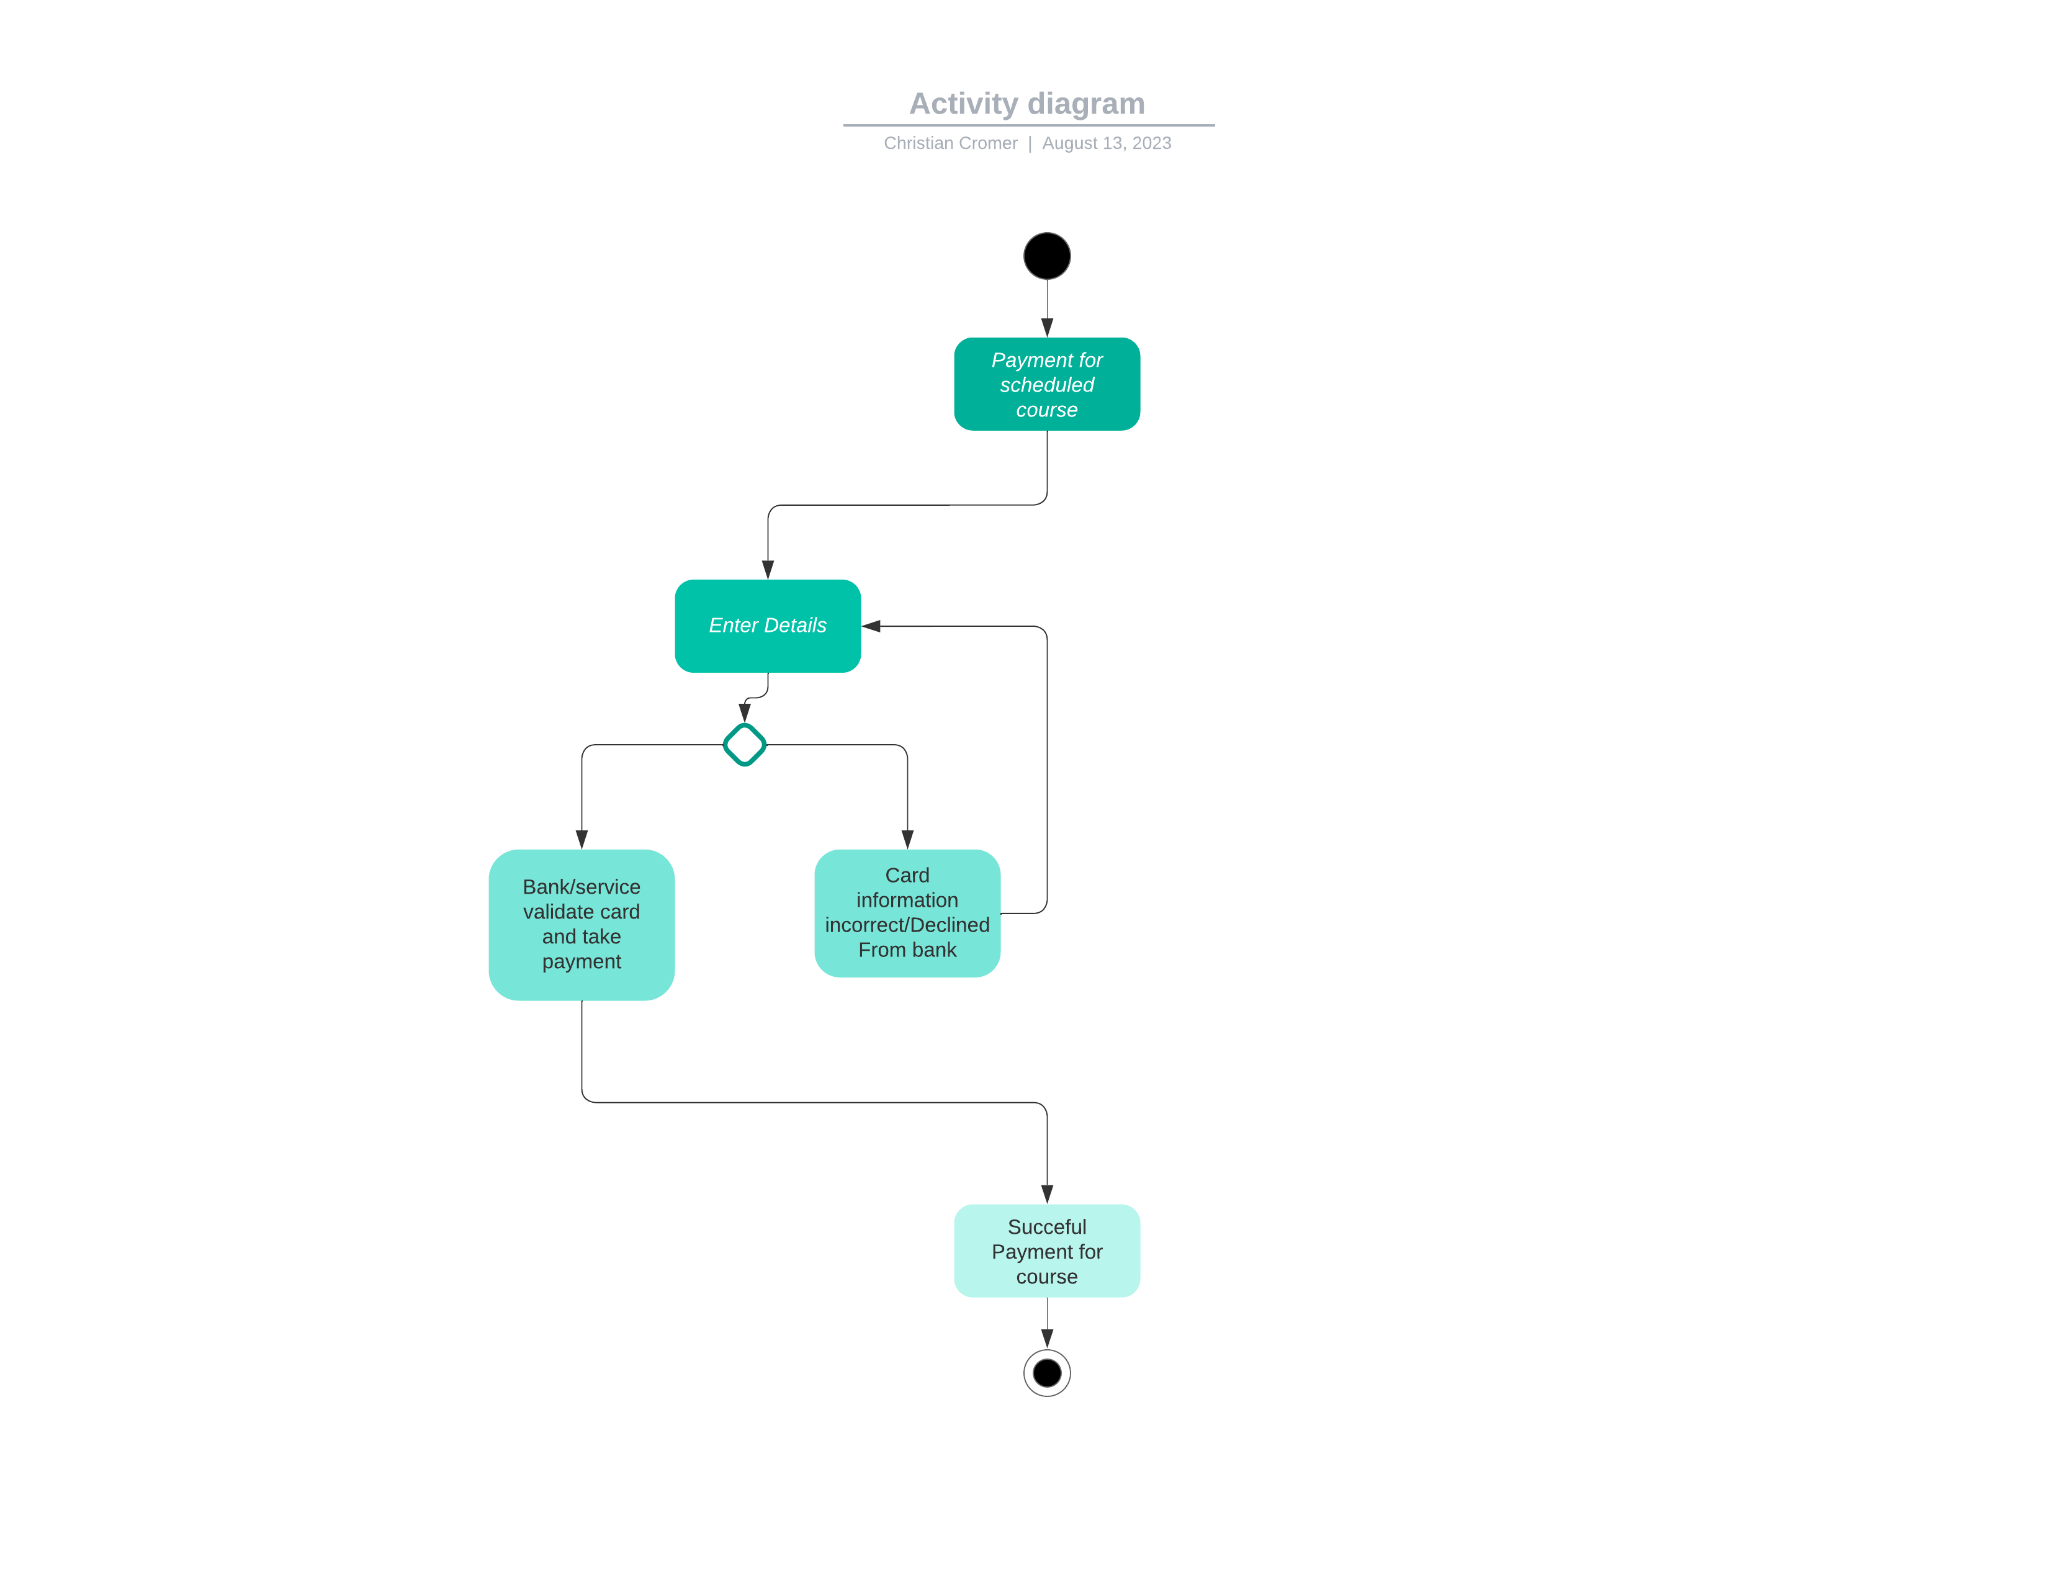 Activity diagram
Christian Cromer | August 13, 2023
Payment for
scheduled
course
Enter Details
Bank/service
validate card
and take
payment
Card
information
incorrect/Declined
From bank
Succeful
Payment for
course